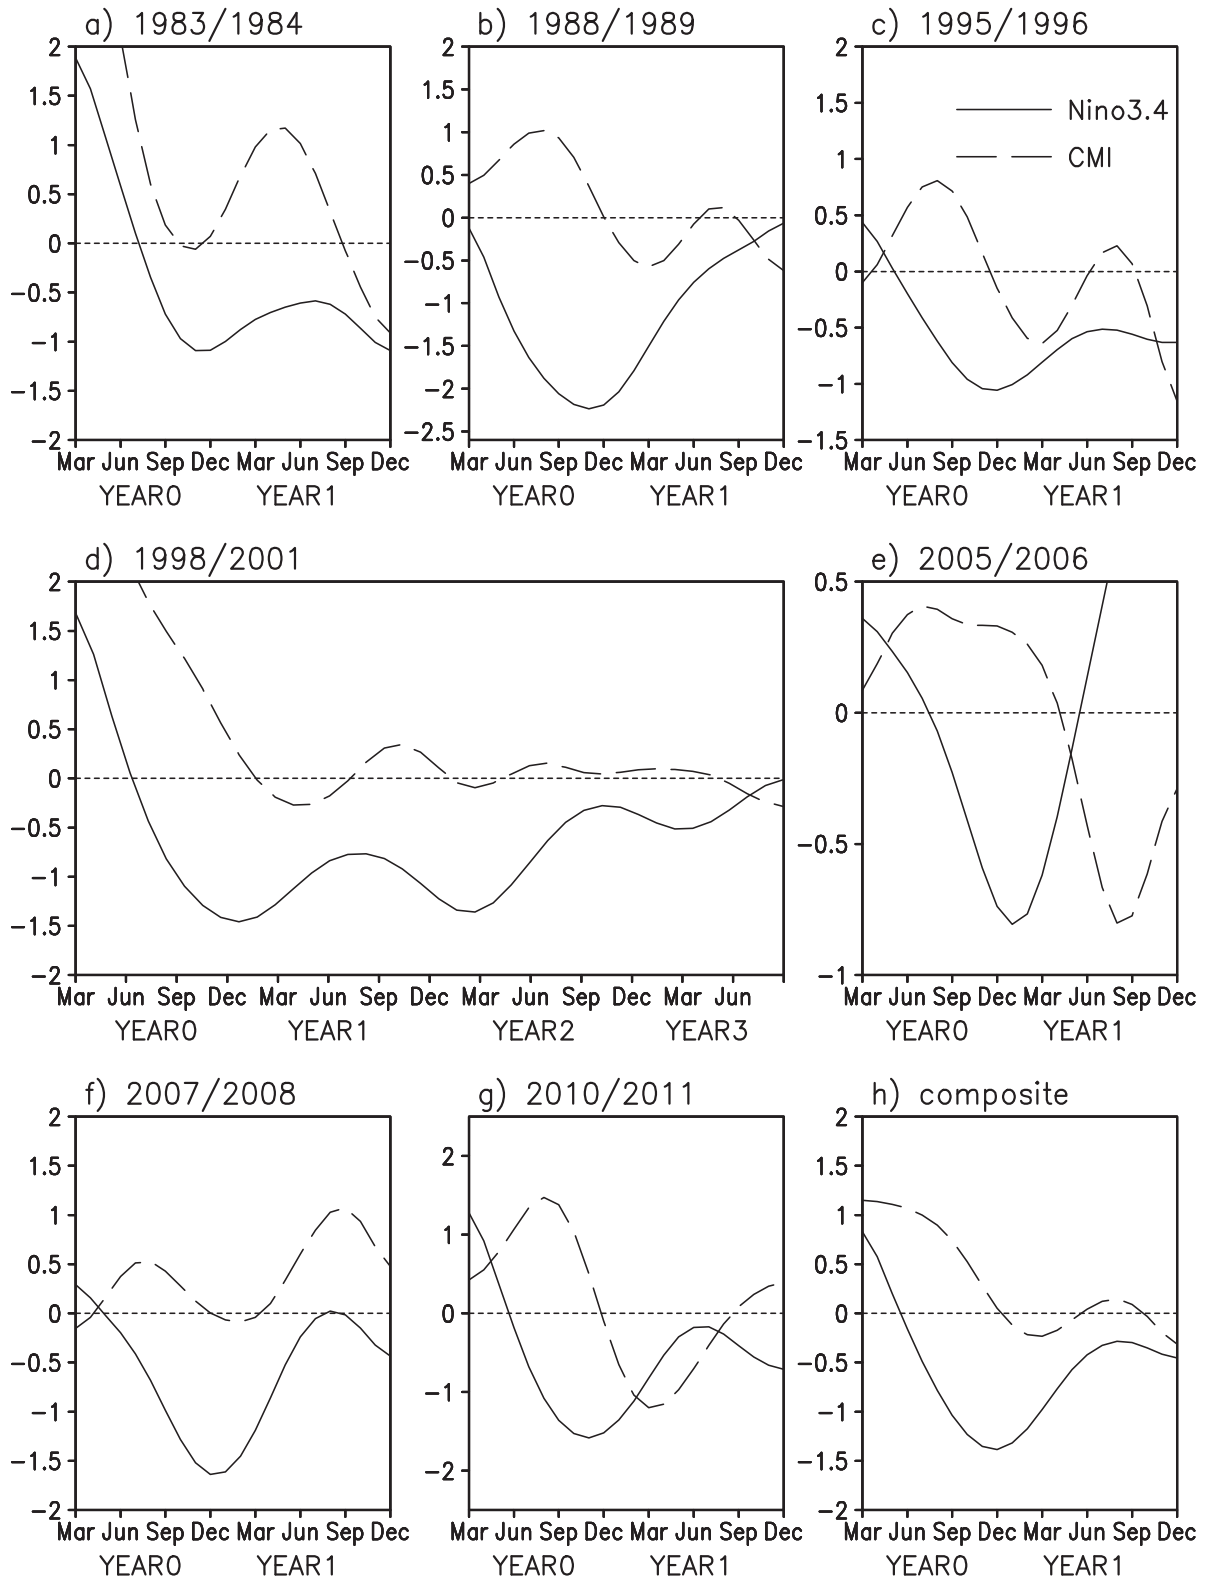 a) 1983/1984
b) 1988/1989
c) 1995/1996
2
1.5
1
0.5
0
−0.5
−1
−1.5
−2
Mar Jun Sep Dec Mar Jun Sep Dec
YEAR0 YEAR1
2
1.5
1
0.5
0
−0.5
−1
−1.5
−2
−2.5
Mar Jun Sep Dec Mar Jun Sep Dec
YEAR0 YEAR1
2
1.5
1
0.5
0
−0.5
−1
−1.5
Nino3.4
CMI
Mar Jun Sep Dec Mar Jun Sep Dec
YEAR0 YEAR1
d) 1998/2001
e) 2005/2006
2
1.5
1
0.5
0
−0.5
−1
−1.5
−2
Mar Jun Sep Dec Mar Jun Sep Dec Mar Jun Sep Dec Mar Jun
YEAR0 YEAR1 YEAR2 YEAR3
0.5
0
−0.5
−1
Mar Jun Sep Dec Mar Jun Sep Dec
YEAR0 YEAR1
f) 2007/2008
g) 2010/2011
h) composite
2
1.5
1
0.5
0
−0.5
−1
−1.5
−2
Mar Jun Sep Dec Mar Jun Sep Dec
YEAR0 YEAR1
2
1
0
−1
−2
Mar Jun Sep Dec Mar Jun Sep Dec
YEAR0 YEAR1
2
1.5
1
0.5
0
−0.5
−1
−1.5
−2
Mar Jun Sep Dec Mar Jun Sep Dec
YEAR0 YEAR1